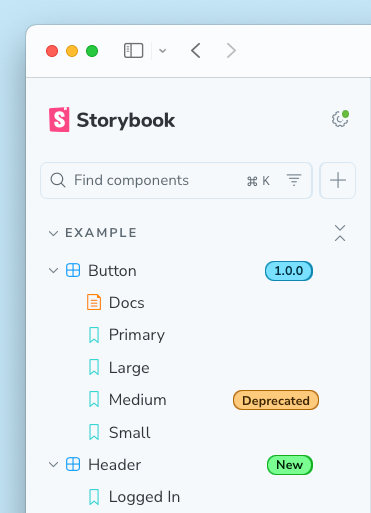 Storybook
Find components ⌘ K
EXAMPLE
Button 1.0.0
Docs
Primary
Large
Medium Deprecated
Small
Header New
Logged In